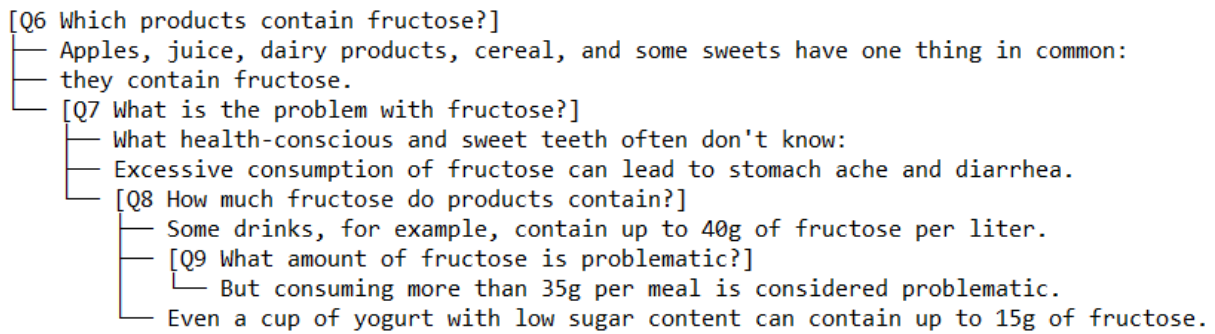 [Q6 Which products contain fructose?]
Apples, juice, dairy products, cereal, and some sweets have one thing in common:
they contain fructose.
[Q7 What is the problem with fructose?]
What health-conscious and sweet teeth often don't know:
Excessive consumption of fructose can lead to stomach ache and diarrhea.
[Q8 How much fructose do products contain?]
Some drinks, for example, contain up to 40g of fructose per liter.
[Q9 What amount of fructose is problematic?]
But consuming more than 35g per meal is considered problematic.
Even a cup of yogurt with low sugar content can contain up to 15g of fructose.